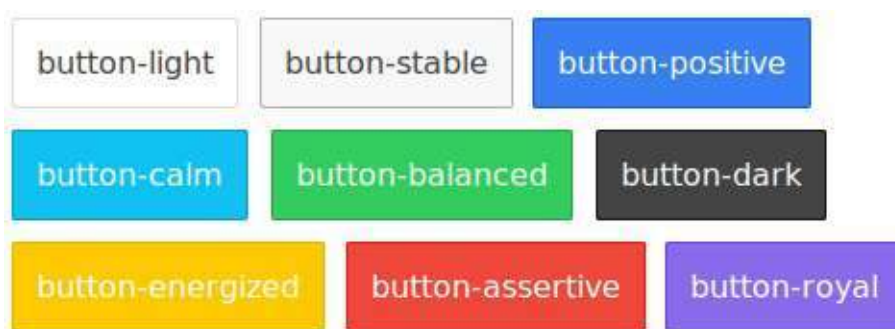 button-light button-stable button-positive
button-calm button-balanced button-dark
button-energized button-assertive button-royal